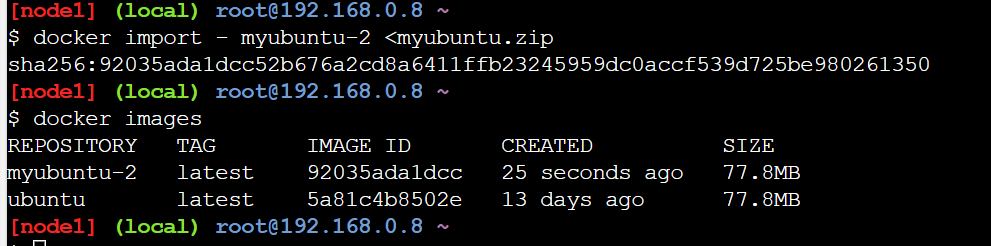 [node1] (local) root@192.168.0.8 ~
$ docker import - myubuntu-2 <myubuntu.zip
sha256:92035ada1dcc52b676a2cd8a6411ffb23245959dc0accf539d725be980261350
[node1] (local) root@192.168.0.8 ~
$ docker images
REPOSITORY   TAG       IMAGE ID       CREATED          SIZE
myubuntu-2   latest    92035ada1dcc   25 seconds ago   77.8MB
ubuntu       latest    5a81c4b8502e   13 days ago      77.8MB
[node1] (local) root@192.168.0.8 ~